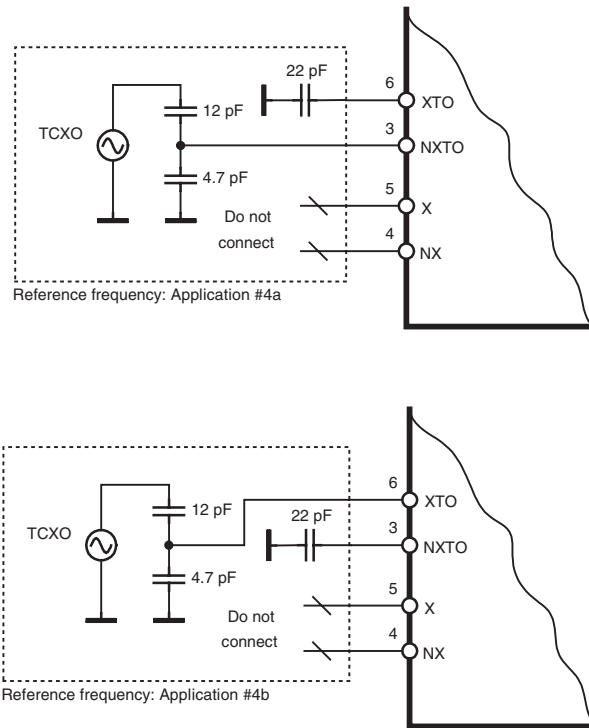 22 pF
6
XTO
12 pF
TCXO
3
NXTO
4.7 pF
5
X
Do not
connect
4
NX
Reference frequency: Application #4a
6
XTO
12 pF
22 pF
3
NXTO
TCXO
4.7 pF
5
X
Do not
connect
4
NX
Reference frequency: Application #4b